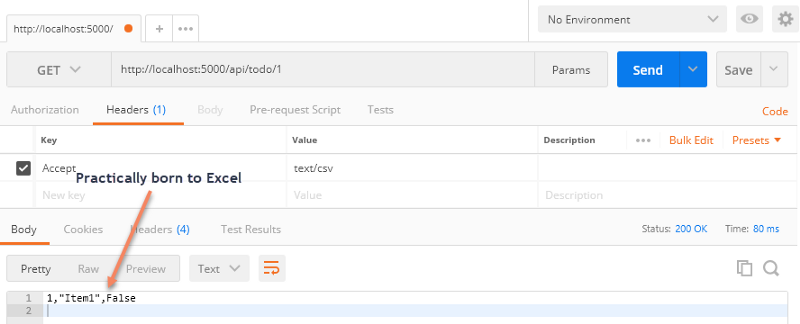 http://localhost:5000/
No Environment
GET http://localhost:5000/api/todo/1 Params Send Save
Authorization Headers (1) Body Pre-request Script Tests Code
Key Value Description Bulk Edit Presets
Accept text/csv
Practically born to Excel
New key Value Description
Body Cookies Headers (4) Test Results Status: 200 OK Time: 80 ms
Pretty Raw Preview Text
1 1,"Item1",False
2